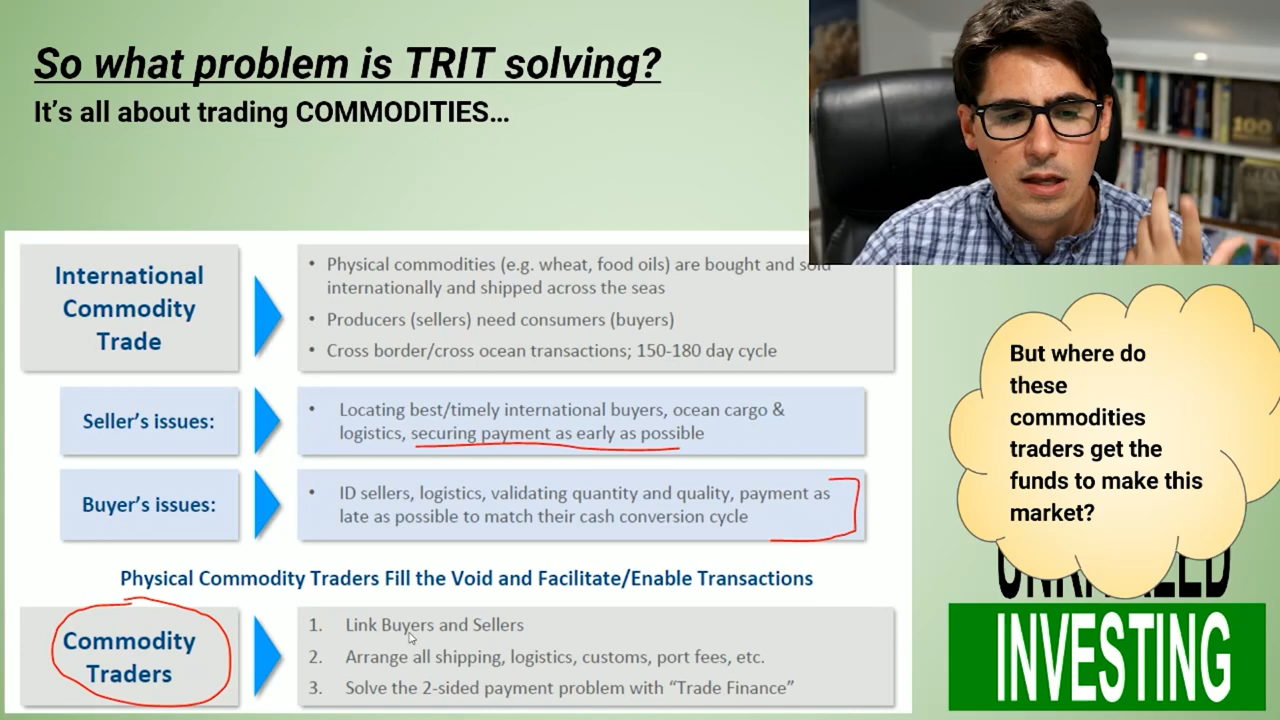 So what problem is TRIT solving?
It's all about trading COMMODITIES...
International
Commodity
Trade
• Physical commodities (e.g. wheat, food oils) are bought and sold
internationally and shipped across the seas
• Producers (sellers) need consumers (buyers)
• Cross border/cross ocean transactions; 150-180 day cycle
Seller's issues:
• Locating best/timely international buyers, ocean cargo &
logistics, securing payment as early as possible
Buyer's issues:
• ID sellers, logistics, validating quantity and quality, payment as
late as possible to match their cash conversion cycle
Physical Commodity Traders Fill the Void and Facilitate/Enable Transactions
Commodity
Traders
1. Link Buyers and Sellers
2. Arrange all shipping, logistics, customs, port fees, etc.
3. Solve the 2-sided payment problem with "Trade Finance"
But where do
these
commodities
traders get the
funds to make this
market?
INVESTING